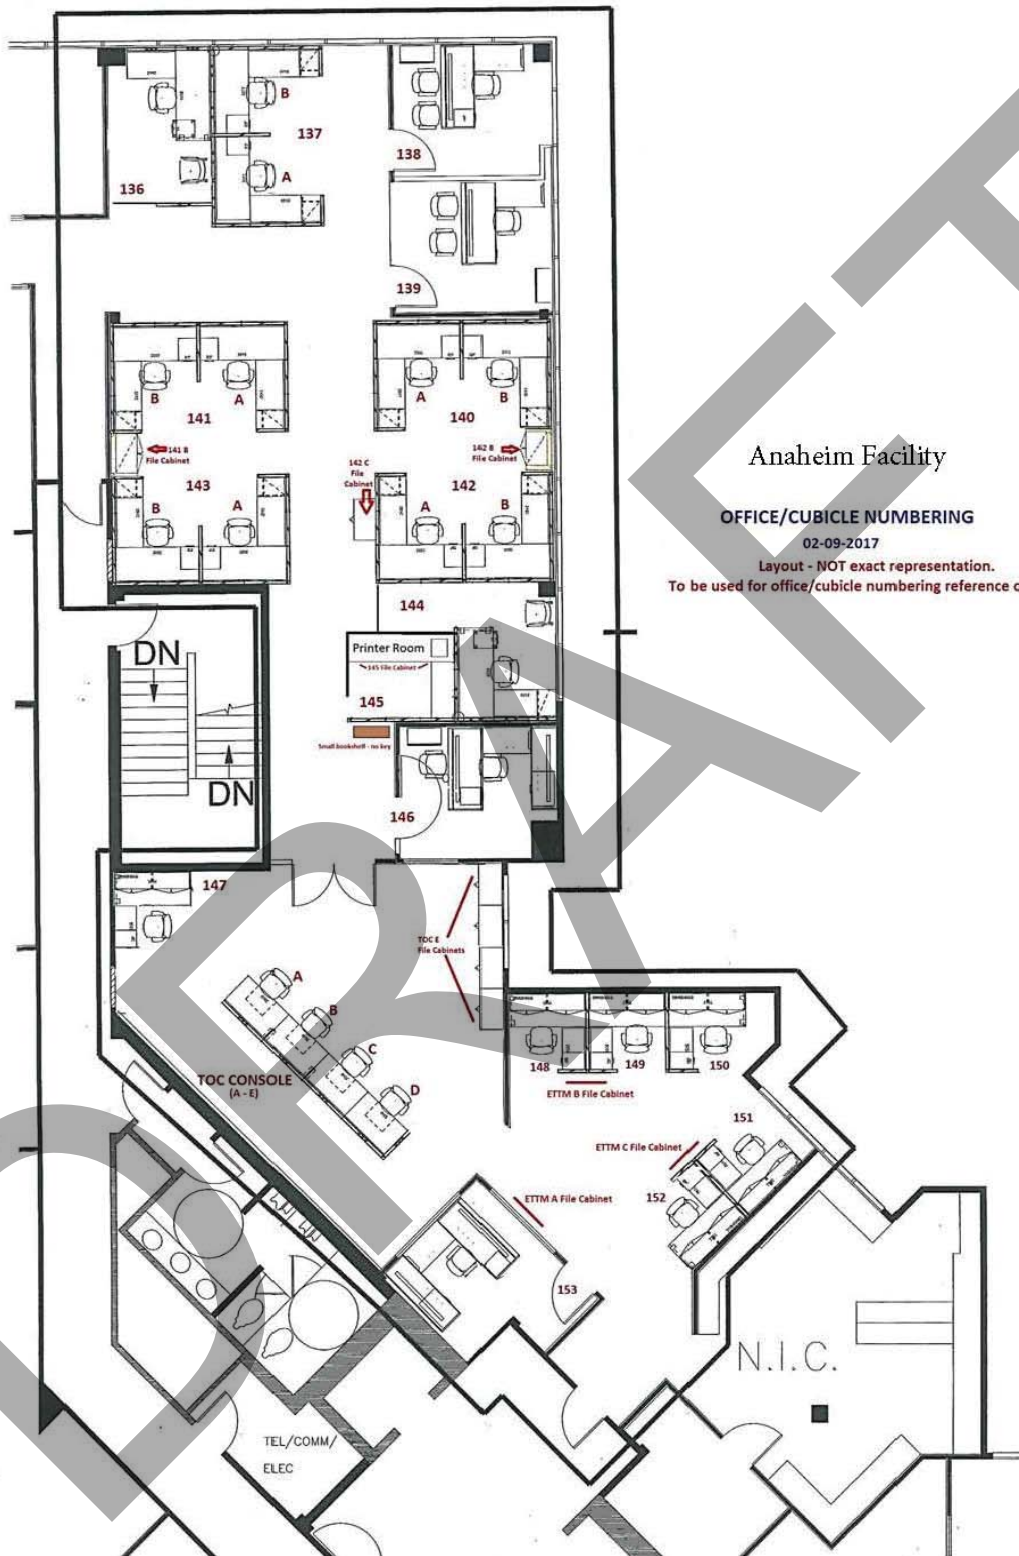 B
137
A
136
138
139
B
A
141
A
B
140
141 B
File Cabinet
142 B
File Cabinet
142 C
File
Cabinet
143
142
B
A
A
B
Anaheim Facility
OFFICE/CUBICLE NUMBERING
02-09-2017
Layout - NOT exact representation.
To be used for office/cubicle numbering reference o
144
Printer Room
145 File Cabinet
145
Small bookshelf - no key
DN
DN
146
147
TOC E
File Cabinets
A
B
C
D
TOC CONSOLE
(A - E)
148
149
150
ETTM B File Cabinet
151
ETTM C File Cabinet
152
ETTM A File Cabinet
153
N.I.C.
TEL/COMM/
ELEC
DRAFT